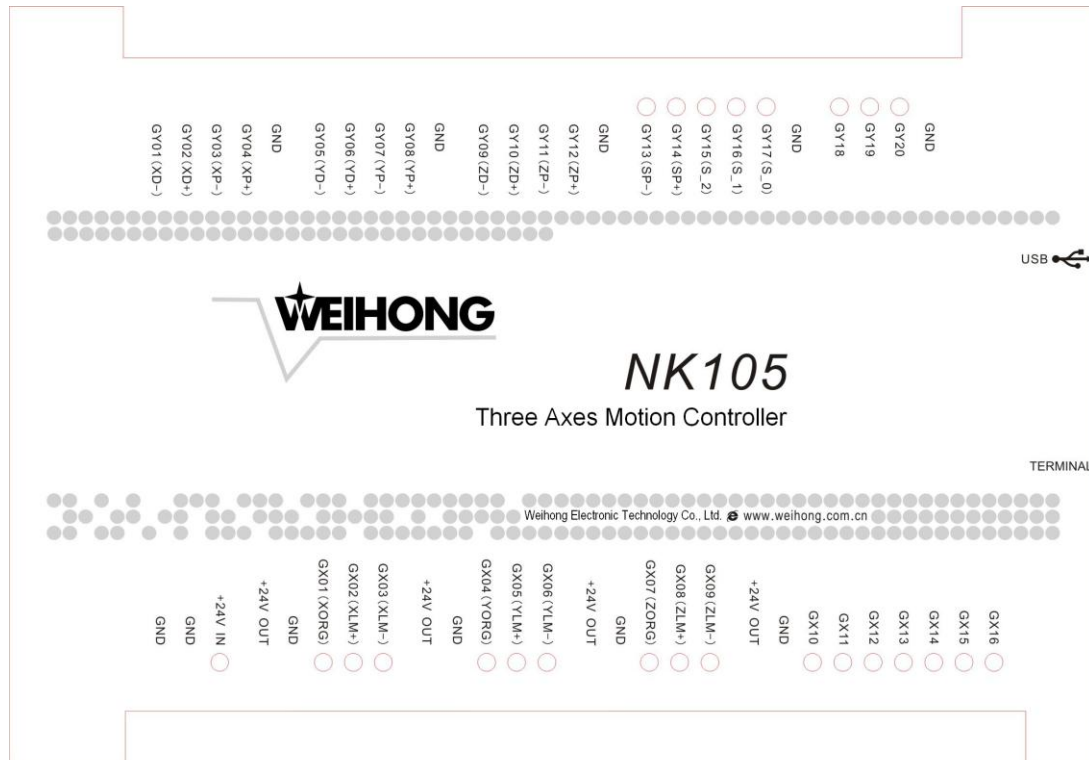 GY01(XD-)
GY02(XD+)
GY03(XP-)
GY04(XP+)
GND
GY05(YD-)
GY06(YD+)
GY07(YP-)
GY08(YP+)
GND
GY09(ZD-)
GY10(ZD+)
GY11(ZP-)
GY12(ZP+)
GND
GY13(SP-)
GY14(SP+)
GY15(S_2)
GY16(S_1)
GY17(S_0)
GND
GY18
GY19
GY20
GND
USB
WEIHONG
NK105
Three Axes Motion Controller
TERMINAL
Weihong Electronic Technology Co., Ltd. www.weihong.com.cn
GND
GND
+24V IN
+24V OUT
GND
GX01(XORG)
GX02(XLM+)
GX03(XLM-)
+24V OUT
GND
GX04(YORG)
GX05(YLM+)
GX06(YLM-)
+24V OUT
GND
GX07(ZORG)
GX08(ZLM+)
GX09(ZLM-)
+24V OUT
GND
GX10
GX11
GX12
GX13
GX14
GX15
GX16